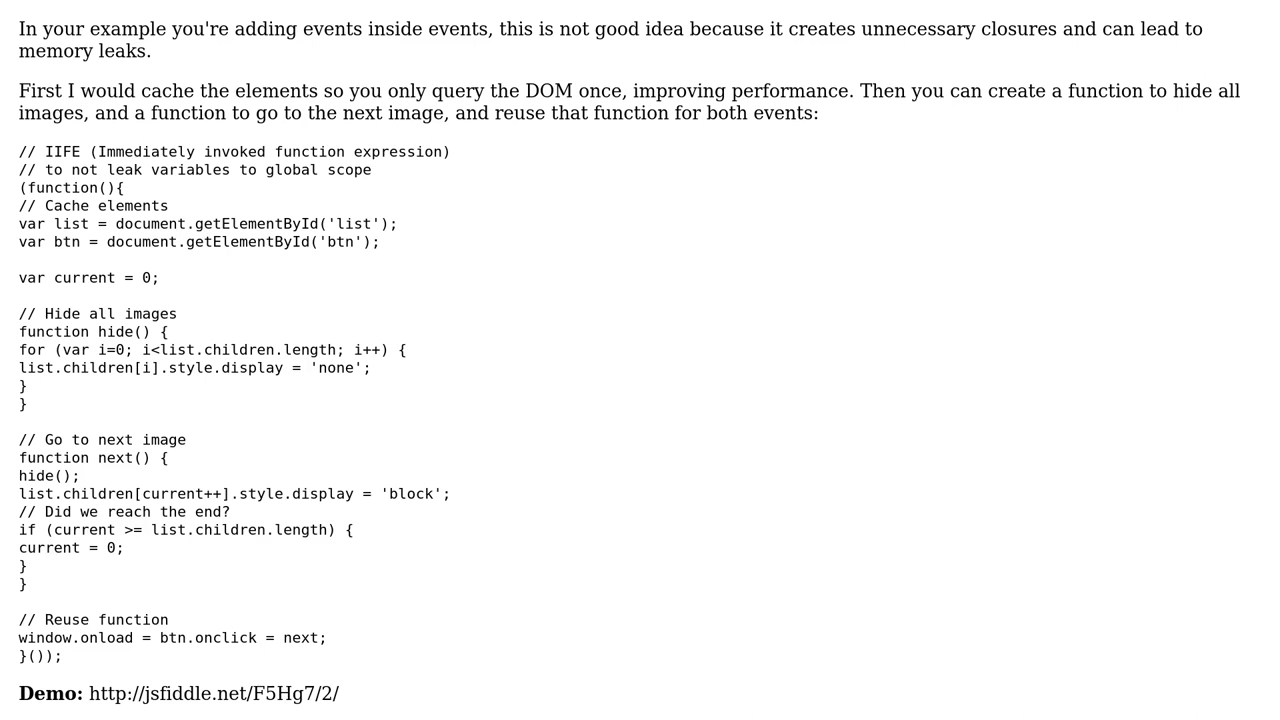 In your example you're adding events inside events, this is not good idea because it creates unnecessary closures and can lead to
memory leaks.
First I would cache the elements so you only query the DOM once, improving performance. Then you can create a function to hide all
images, and a function to go to the next image, and reuse that function for both events:
// IIFE (Immediately invoked function expression)
// to not leak variables to global scope
(function(){
// Cache elements
var list = document.getElementById('list');
var btn = document.getElementById('btn');
var current = 0;
// Hide all images
function hide() {
for (var i=0; i<list.children.length; i++) {
list.children[i].style.display = 'none';
}
}
// Go to next image
function next() {
hide();
list.children[current++].style.display = 'block';
// Did we reach the end?
if (current >= list.children.length) {
current = 0;
}
}
// Reuse function
window.onload = btn.onclick = next;
}());
Demo: http://jsfiddle.net/F5Hg7/2/